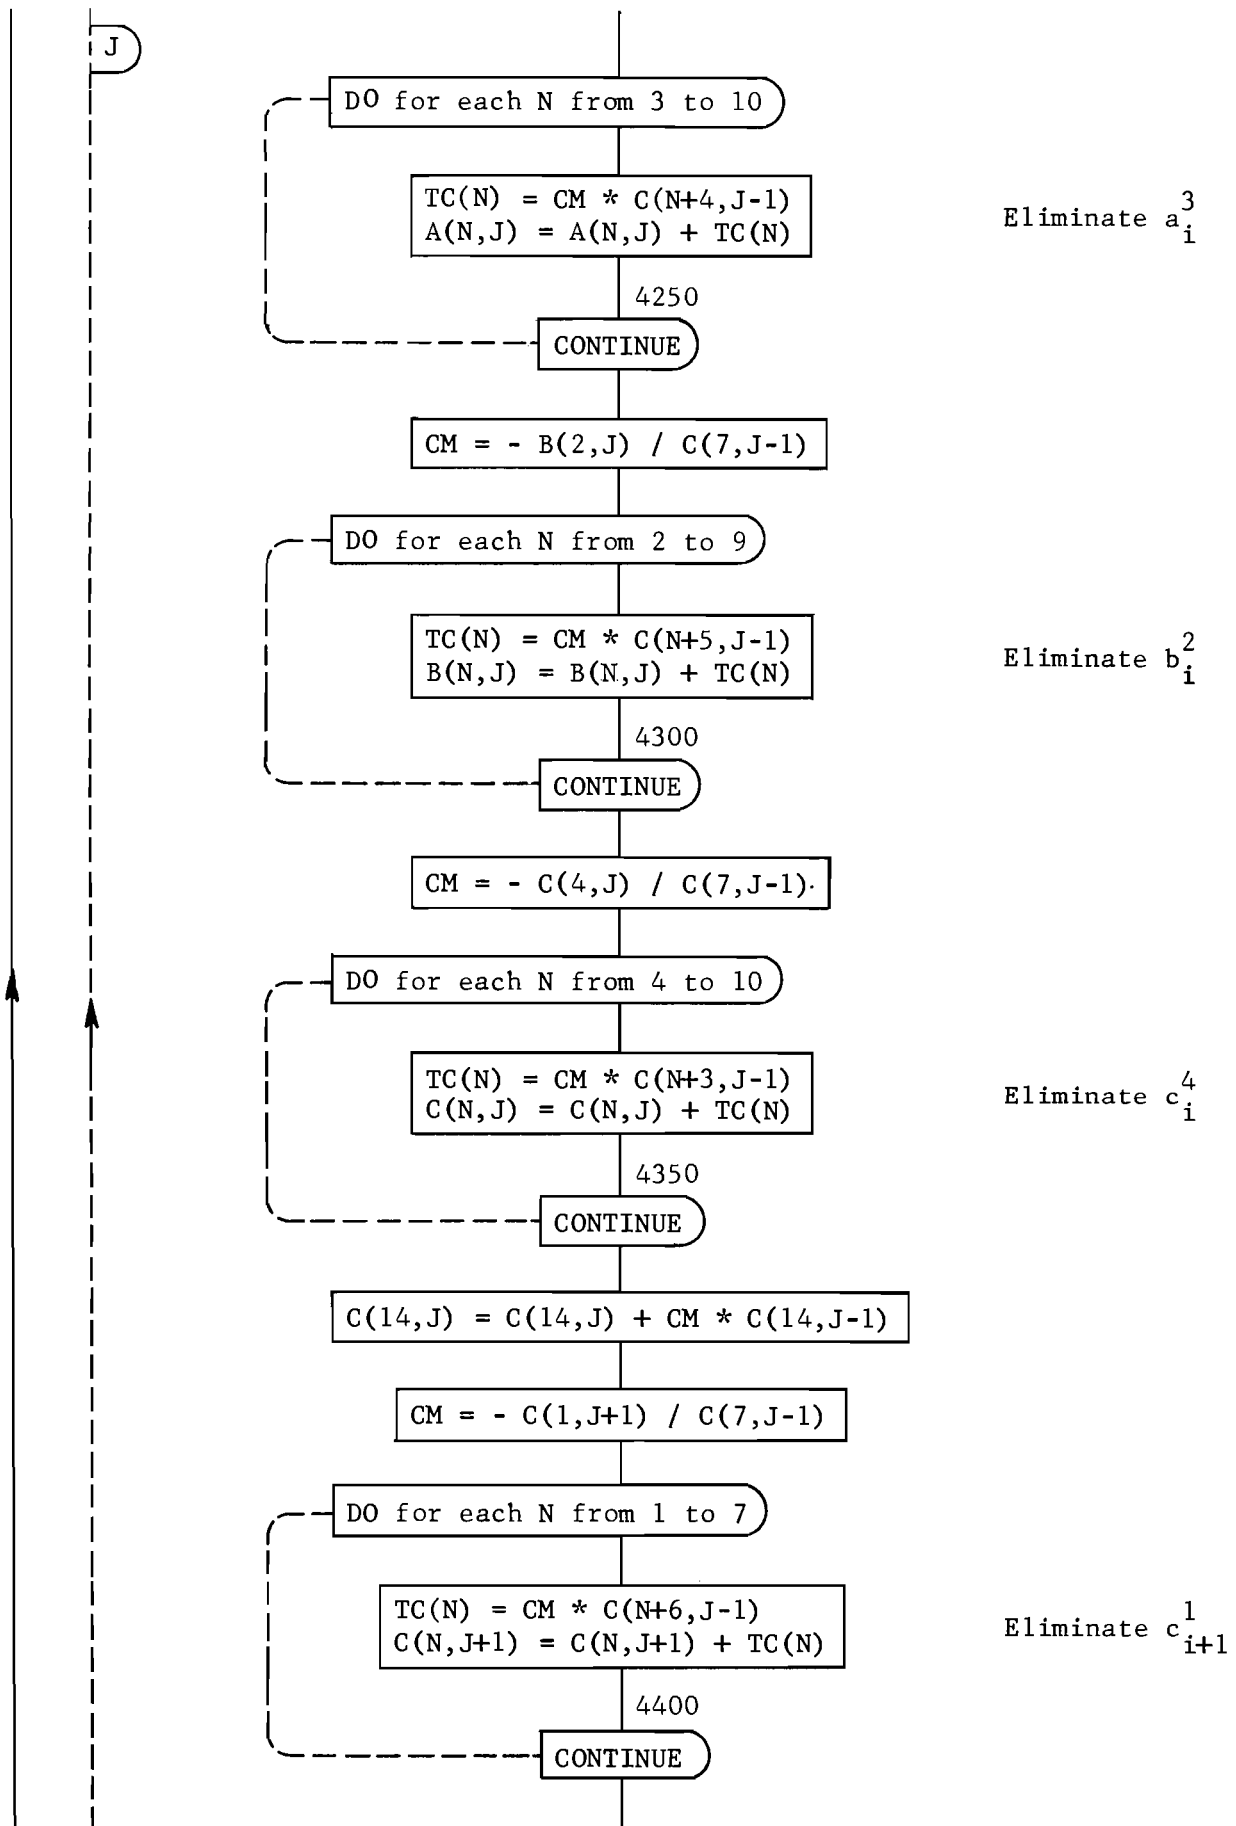 J
DO for each N from 3 to 10
TC(N) = CM * C(N+4,J-1)
A(N,J) = A(N,J) + TC(N)
Eliminate a_i^3
4250
CONTINUE
CM = - B(2,J) / C(7,J-1)
DO for each N from 2 to 9
TC(N) = CM * C(N+5,J-1)
B(N,J) = B(N,J) + TC(N)
Eliminate b_i^2
4300
CONTINUE
CM = - C(4,J) / C(7,J-1)
DO for each N from 4 to 10
TC(N) = CM * C(N+3,J-1)
C(N,J) = C(N,J) + TC(N)
Eliminate c_i^4
4350
CONTINUE
C(14,J) = C(14,J) + CM * C(14,J-1)
CM = - C(1,J+1) / C(7,J-1)
DO for each N from 1 to 7
TC(N) = CM * C(N+6,J-1)
C(N,J+1) = C(N,J+1) + TC(N)
Eliminate c_{i+1}^1
4400
CONTINUE